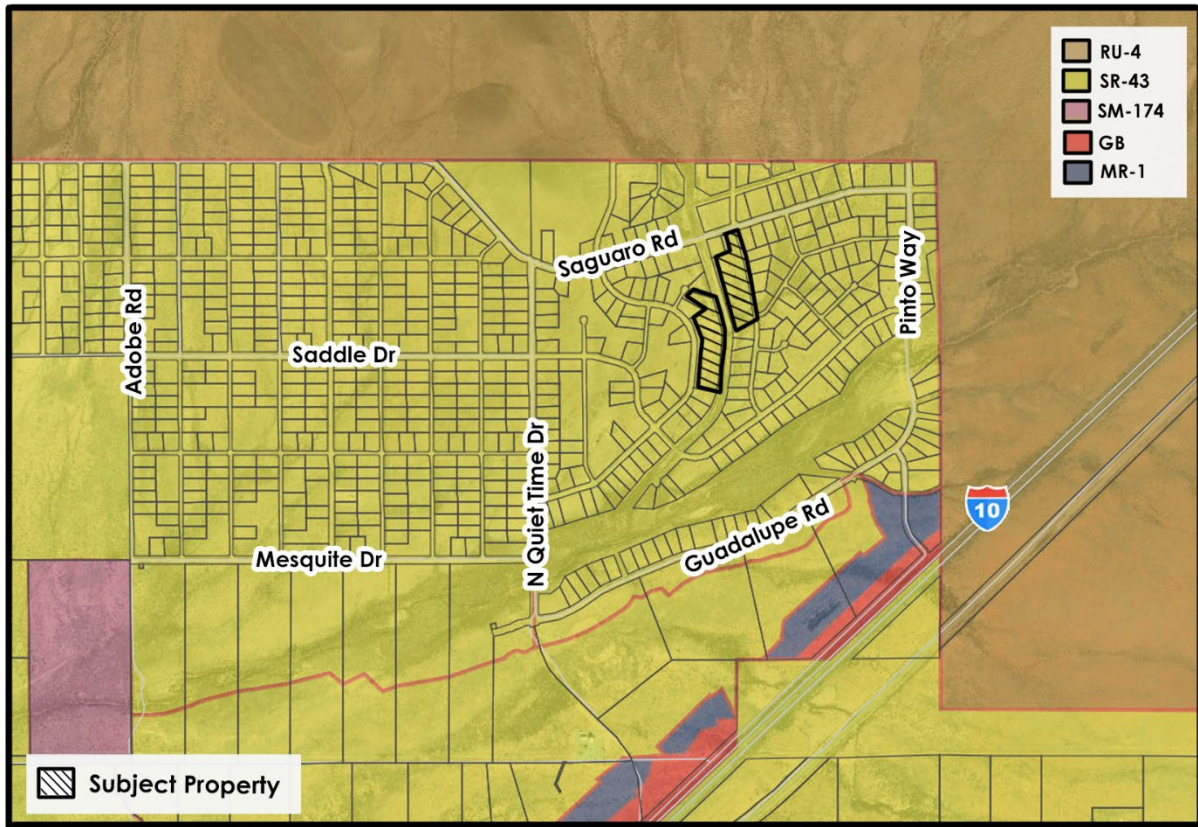 RU-4
SR-43
SM-174
GB
MR-1
Saguaro Rd
Pinto Way
Adobe Rd
Saddle Dr
N Quiet Time Dr
10
Guadalupe Rd
Mesquite Dr
Subject Property